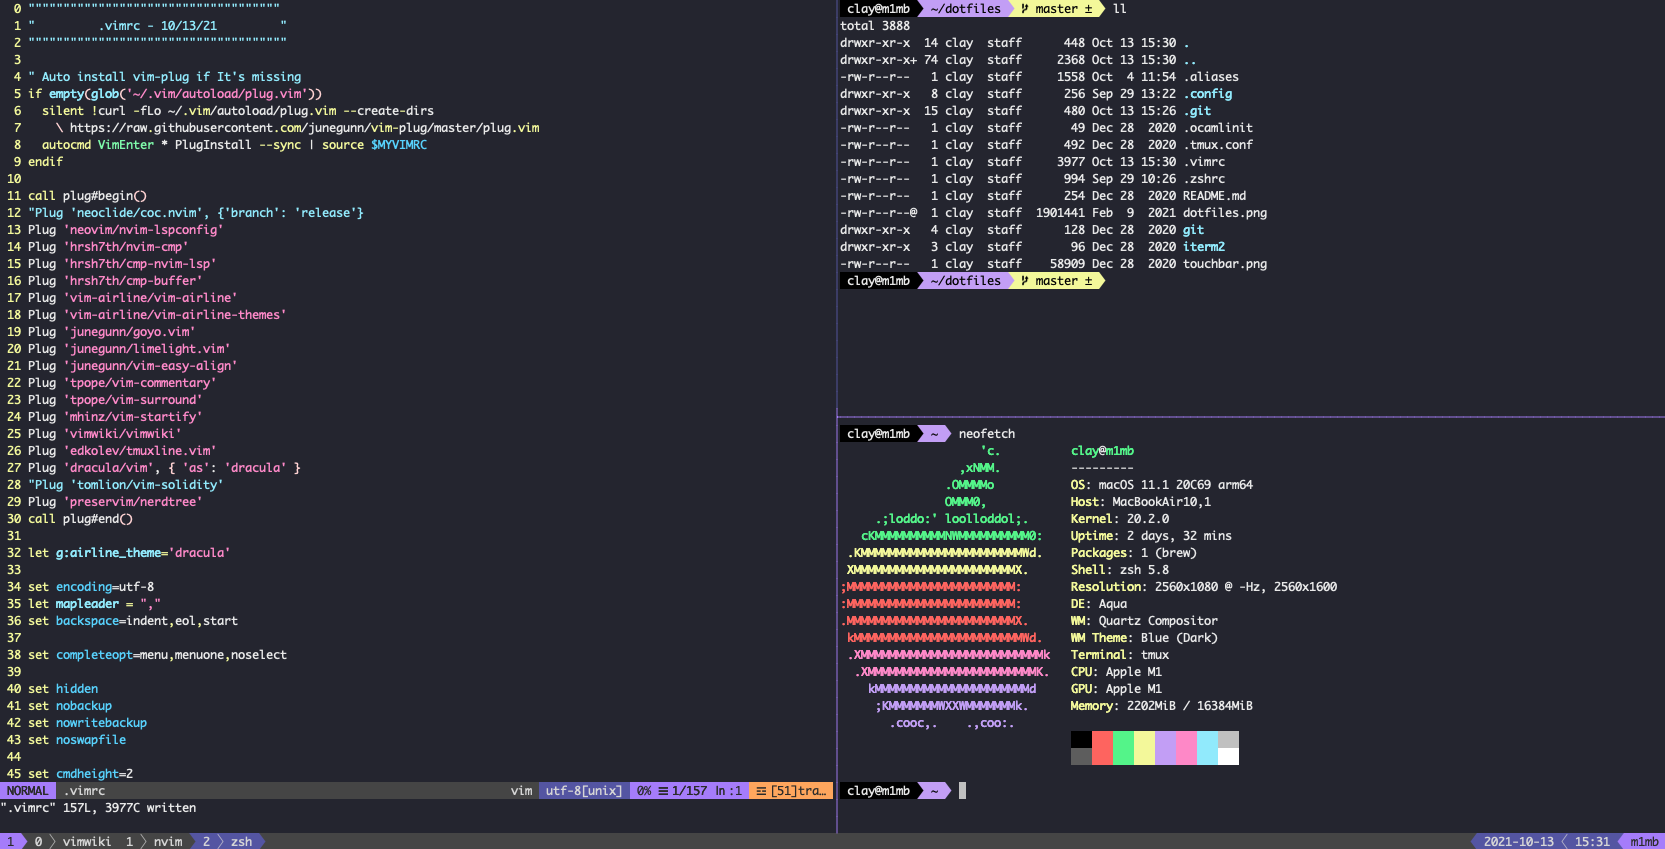 0 """""""""""""""""""""""""""""""""""""
1 "         .vimrc - 10/13/21         "
2 """""""""""""""""""""""""""""""""""""
3
4 " Auto install vim-plug if It's missing
5 if empty(glob('~/.vim/autoload/plug.vim'))
6   silent !curl -fLo ~/.vim/autoload/plug.vim --create-dirs
7     \ https://raw.githubusercontent.com/junegunn/vim-plug/master/plug.vim
8   autocmd VimEnter * PlugInstall --sync | source $MYVIMRC
9 endif
10
11 call plug#begin()
12 "Plug 'neoclide/coc.nvim', {'branch': 'release'}
13 Plug 'neovim/nvim-lspconfig'
14 Plug 'hrsh7th/nvim-cmp'
15 Plug 'hrsh7th/cmp-nvim-lsp'
16 Plug 'hrsh7th/cmp-buffer'
17 Plug 'vim-airline/vim-airline'
18 Plug 'vim-airline/vim-airline-themes'
19 Plug 'junegunn/goyo.vim'
20 Plug 'junegunn/limelight.vim'
21 Plug 'junegunn/vim-easy-align'
22 Plug 'tpope/vim-commentary'
23 Plug 'tpope/vim-surround'
24 Plug 'mhinz/vim-startify'
25 Plug 'vimwiki/vimwiki'
26 Plug 'edkolev/tmuxline.vim'
27 Plug 'dracula/vim', { 'as': 'dracula' }
28 "Plug 'tomlion/vim-solidity'
29 Plug 'preservim/nerdtree'
30 call plug#end()
31
32 let g:airline_theme='dracula'
33
34 set encoding=utf-8
35 let mapleader = ","
36 set backspace=indent,eol,start
37
38 set completeopt=menu,menuone,noselect
39
40 set hidden
41 set nobackup
42 set nowritebackup
43 set noswapfile
44
45 set cmdheight=2
NORMAL .vimrc vim utf-8[unix] 0% ☰ 1/157 ln :1 ☲ [51]tra…
".vimrc" 157L, 3977C written
clay@m1mb ~/dotfiles master ± ll
total 3888
drwxr-xr-x  14 clay  staff     448 Oct 13 15:30 .
drwxr-xr-x+ 74 clay  staff    2368 Oct 13 15:30 ..
-rw-r--r--   1 clay  staff    1558 Oct  4 11:54 .aliases
drwxr-xr-x   8 clay  staff     256 Sep 29 13:22 .config
drwxr-xr-x  15 clay  staff     480 Oct 13 15:26 .git
-rw-r--r--   1 clay  staff      49 Dec 28  2020 .ocamlinit
-rw-r--r--   1 clay  staff     492 Dec 28  2020 .tmux.conf
-rw-r--r--   1 clay  staff    3977 Oct 13 15:30 .vimrc
-rw-r--r--   1 clay  staff     994 Sep 29 10:26 .zshrc
-rw-r--r--   1 clay  staff     254 Dec 28  2020 README.md
-rw-r--r--@  1 clay  staff 1901441 Feb  9  2021 dotfiles.png
drwxr-xr-x   4 clay  staff     128 Dec 28  2020 git
drwxr-xr-x   3 clay  staff      96 Dec 28  2020 iterm2
-rw-r--r--   1 clay  staff   58909 Dec 28  2020 touchbar.png
clay@m1mb ~/dotfiles master ±
clay@m1mb ~ neofetch
clay@m1mb
---------
OS: macOS 11.1 20C69 arm64
Host: MacBookAir10,1
Kernel: 20.2.0
Uptime: 2 days, 32 mins
Packages: 1 (brew)
Shell: zsh 5.8
Resolution: 2560x1080 @ -Hz, 2560x1600
DE: Aqua
WM: Quartz Compositor
WM Theme: Blue (Dark)
Terminal: tmux
CPU: Apple M1
GPU: Apple M1
Memory: 2202MiB / 16384MiB
clay@m1mb ~
1 0 vimwiki 1 nvim 2 zsh 2021-10-13 15:31 m1mb